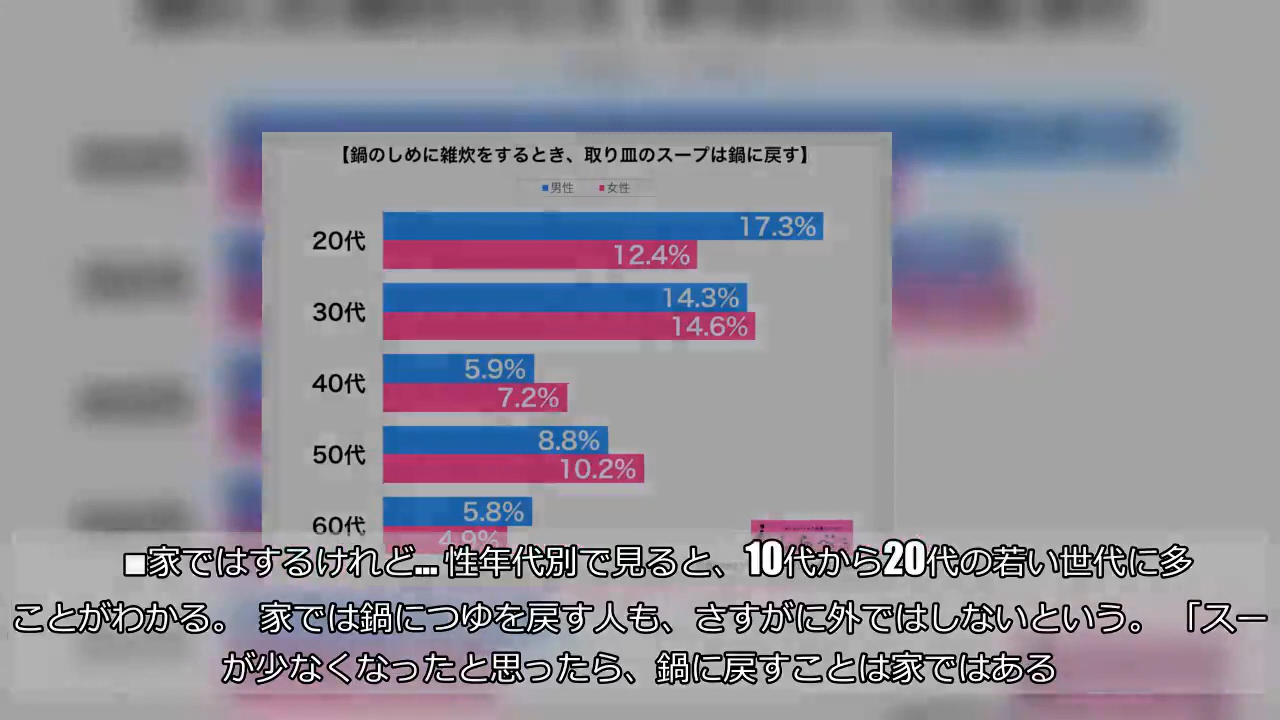 【鍋のしめに雑炊をするとき、取り皿のスープは鍋に戻す】
■男性 ■女性
20代
17.3%
12.4%
30代
14.3%
14.6%
40代
5.9%
7.2%
50代
8.8%
10.2%
60代
5.8%
4.9%
■家ではするけれど... 性年代別で見ると、10代から20代の若い世代に多
ことがわかる。 家では鍋につゆを戻す人も、さすがに外ではしないという。 「スー
が少なくなったと思ったら、鍋に戻すことは家ではある